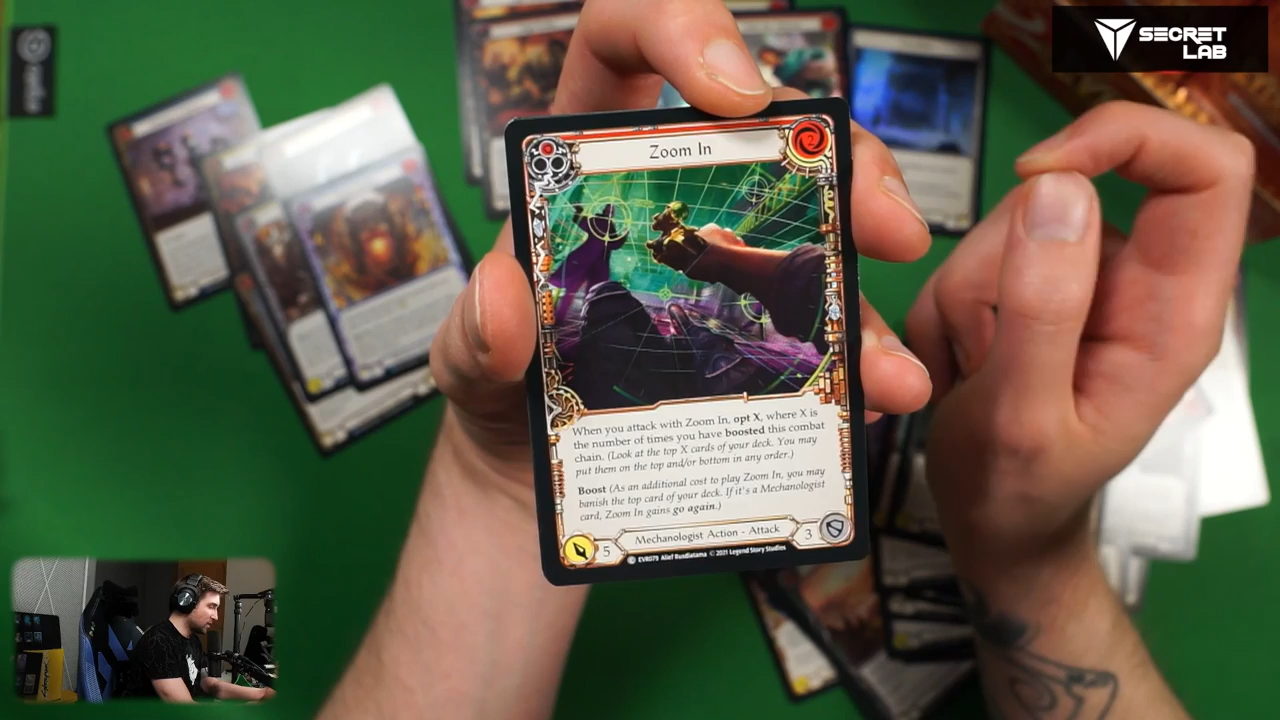 SECRET
LAB
Zoom In
2
When you attack with Zoom In, opt X, where X is
the number of times you have boosted this combat
chain. (Look at the top X cards of your deck. You may
put them on the top and/or bottom in any order.)
Boost (As an additional cost to play Zoom In, you may
banish the top card of your deck. If it's a Mechanologist
card, Zoom In gains go again.)
5
Mechanologist Action - Attack
3
EVR079 Alief Rusdiatama © 2021 Legend Story Studios